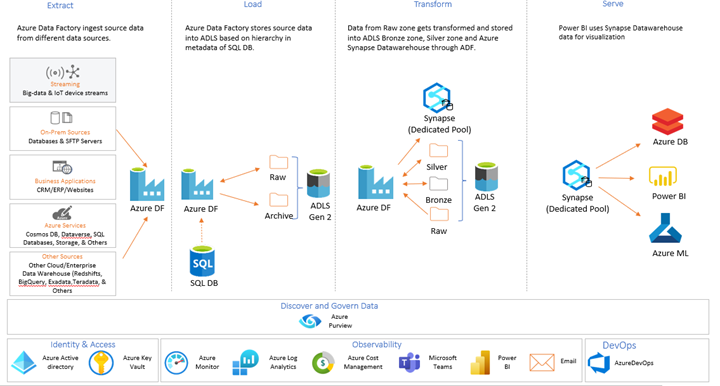 Extract
Load
Transform
Serve
Azure Data Factory ingest source data
from different data sources.
Azure Data Factory stores source data
into ADLS based on hierarchy in
metadata of SQL DB.
Data from Raw zone gets transformed and stored
into ADLS Bronze zone, Silver zone and Azure
Synapse Datawarehouse through ADF.
Power BI uses Synapse Datawarehouse
data for visualization
Streaming
Big-data & IoT device streams
On-Prem Sources
Databases & SFTP Servers
Business Applications
CRM/ERP/Websites
Azure Services
Cosmos DB, Dataverse, SQL
Databases, Storage, & Others
Other Sources
Other Cloud/Enterprise
Data Warehouse (Redshifts,
BigQuery, Exadata,Teradata, &
Others
Azure DF
Azure DF
SQL
SQL DB
Raw
Archive
ADLS
Gen 2
Synapse
(Dedicated Pool)
Azure DF
Silver
Bronze
Raw
ADLS
Gen 2
Synapse
(Dedicated Pool)
Azure DB
Power BI
Azure ML
Discover and Govern Data
Azure
Purview
Identity & Access
Azure Active
directory
Azure Key
Vault
Observability
Azure
Monitor
Azure Log
Analytics
$
Azure Cost
Management
T
Microsoft
Teams
Power
BI
Email
DevOps
AzureDevOps